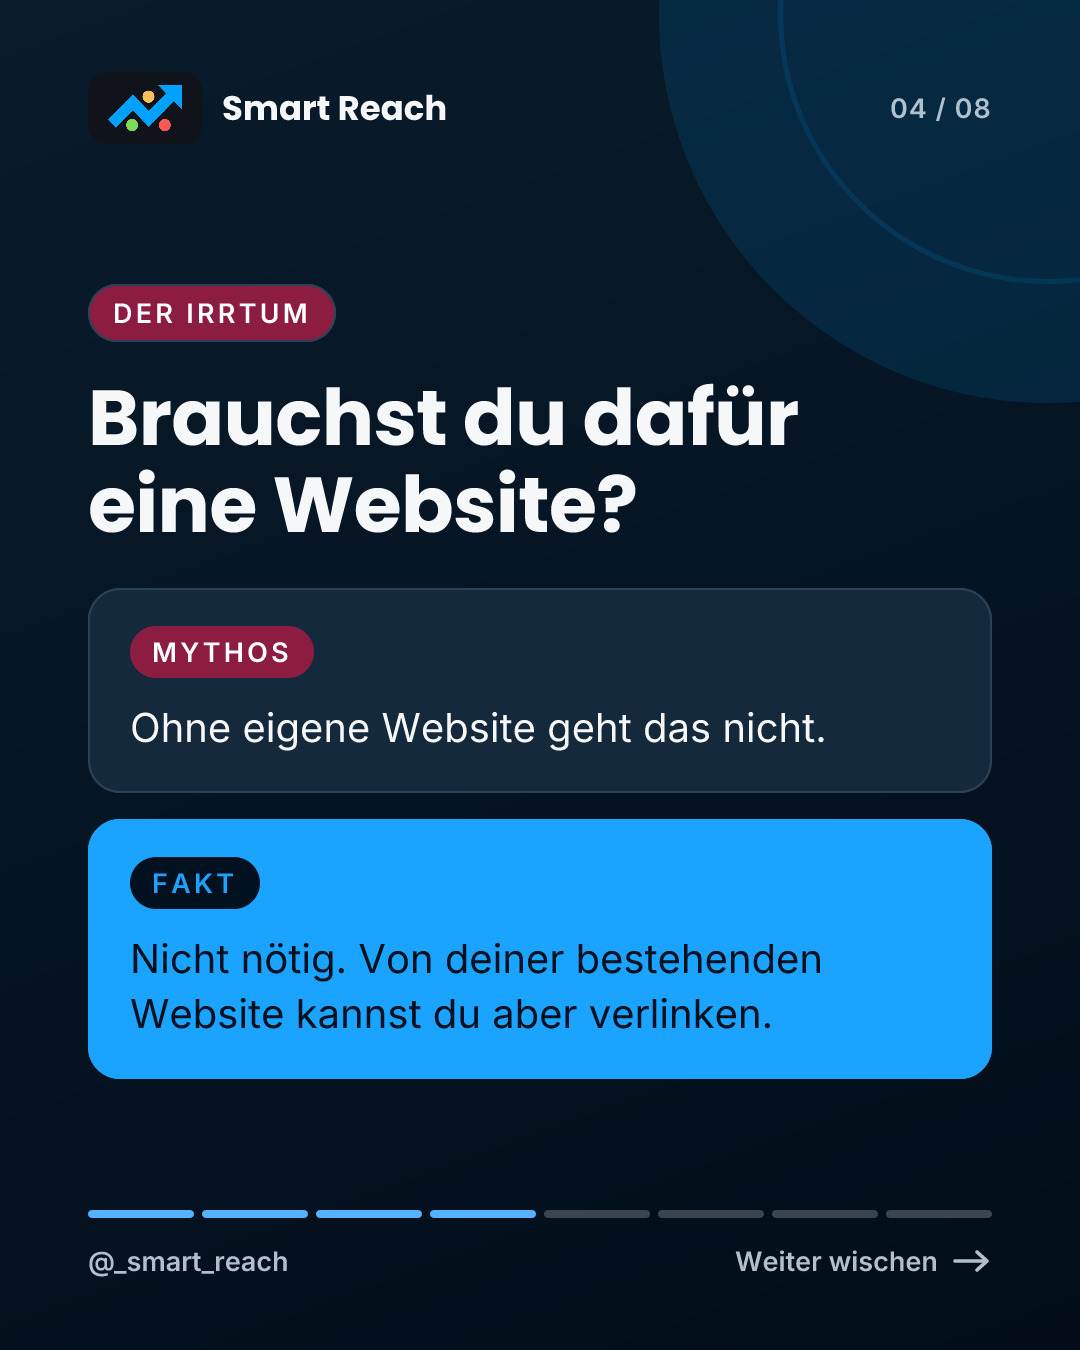 Smart Reach
04 / 08
DER IRRTUM
Brauchst du dafür
eine Website?
MYTHOS
Ohne eigene Website geht das nicht.
FAKT
Nicht nötig. Von deiner bestehenden
Website kannst du aber verlinken.
@_smart_reach
Weiter wischen →